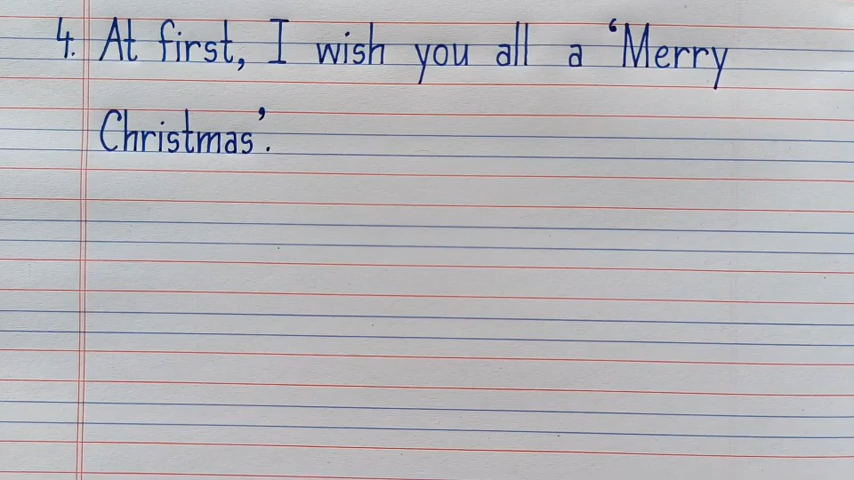 4. At first, I wish you all a ‘Merry
Christmas’.